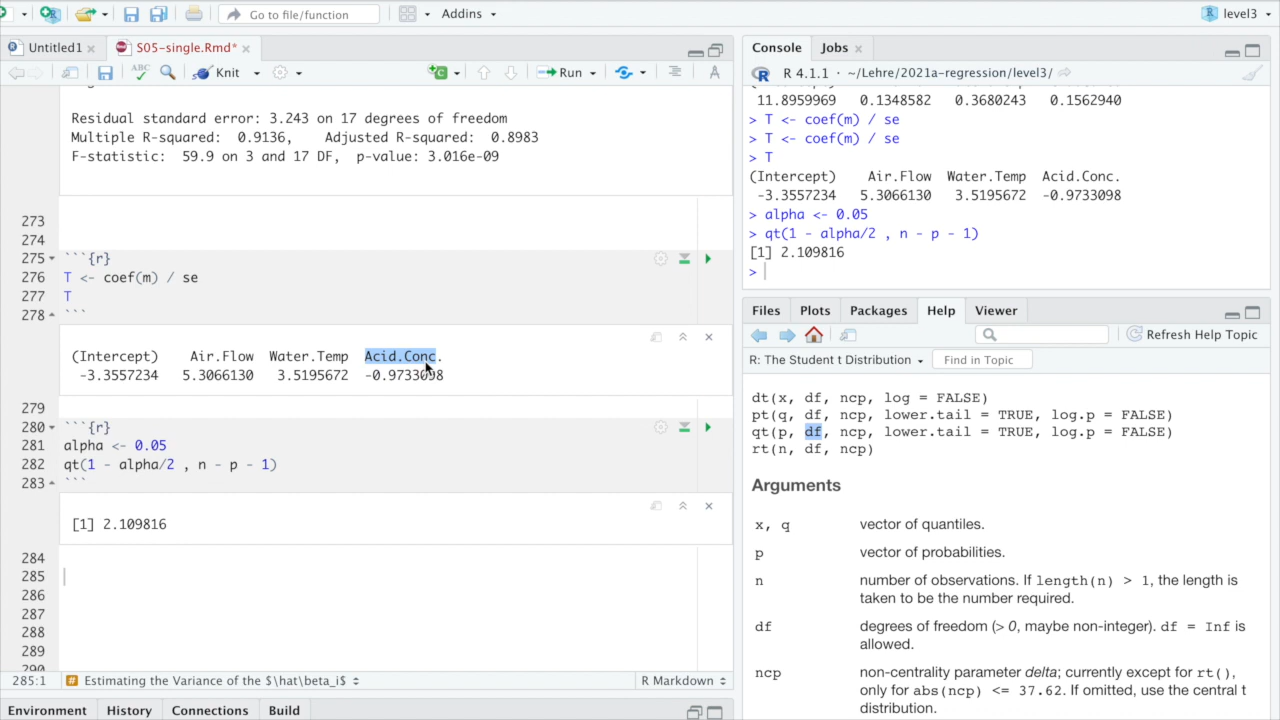 Go to file/function
Addins
level3
Untitled1
S05-single.Rmd*
ABC
Knit
Run
Residual standard error: 3.243 on 17 degrees of freedom
Multiple R-squared:  0.9136,    Adjusted R-squared:  0.8983
F-statistic:  59.9 on 3 and 17 DF,  p-value: 3.016e-09
273
274
275 ```{r}
276 T <- coef(m) / se
277 T
278 ```
(Intercept)    Air.Flow  Water.Temp  Acid.Conc.
-3.3557234   5.3066130   3.5195672  -0.9733098
279
280 ```{r}
281 alpha <- 0.05
282 qt(1 - alpha/2 , n - p - 1)
283 ```
[1] 2.109816
284
285
286
287
288
289
290
285:1 # Estimating the Variance of the $\hat\beta_i$
R Markdown
Environment History Connections Build
Console Jobs
R 4.1.1 · ~/Lehre/2021a-regression/level3/
11.8959969   0.1348582   0.3680243   0.1562940
> T <- coef(m) / se
> T <- coef(m) / se
> T
(Intercept)    Air.Flow  Water.Temp  Acid.Conc.
-3.3557234   5.3066130   3.5195672  -0.9733098
> alpha <- 0.05
> qt(1 - alpha/2 , n - p - 1)
[1] 2.109816
>
Files Plots Packages Help Viewer
Refresh Help Topic
R: The Student t Distribution
Find in Topic
dt(x, df, ncp, log = FALSE)
pt(q, df, ncp, lower.tail = TRUE, log.p = FALSE)
qt(p, df, ncp, lower.tail = TRUE, log.p = FALSE)
rt(n, df, ncp)
Arguments
x, q vector of quantiles.
p vector of probabilities.
n number of observations. If length(n) > 1, the length is
taken to be the number required.
df degrees of freedom (> 0, maybe non-integer). df = Inf is
allowed.
ncp non-centrality parameter delta; currently except for rt(),
only for abs(ncp) <= 37.62. If omitted, use the central t
distribution.